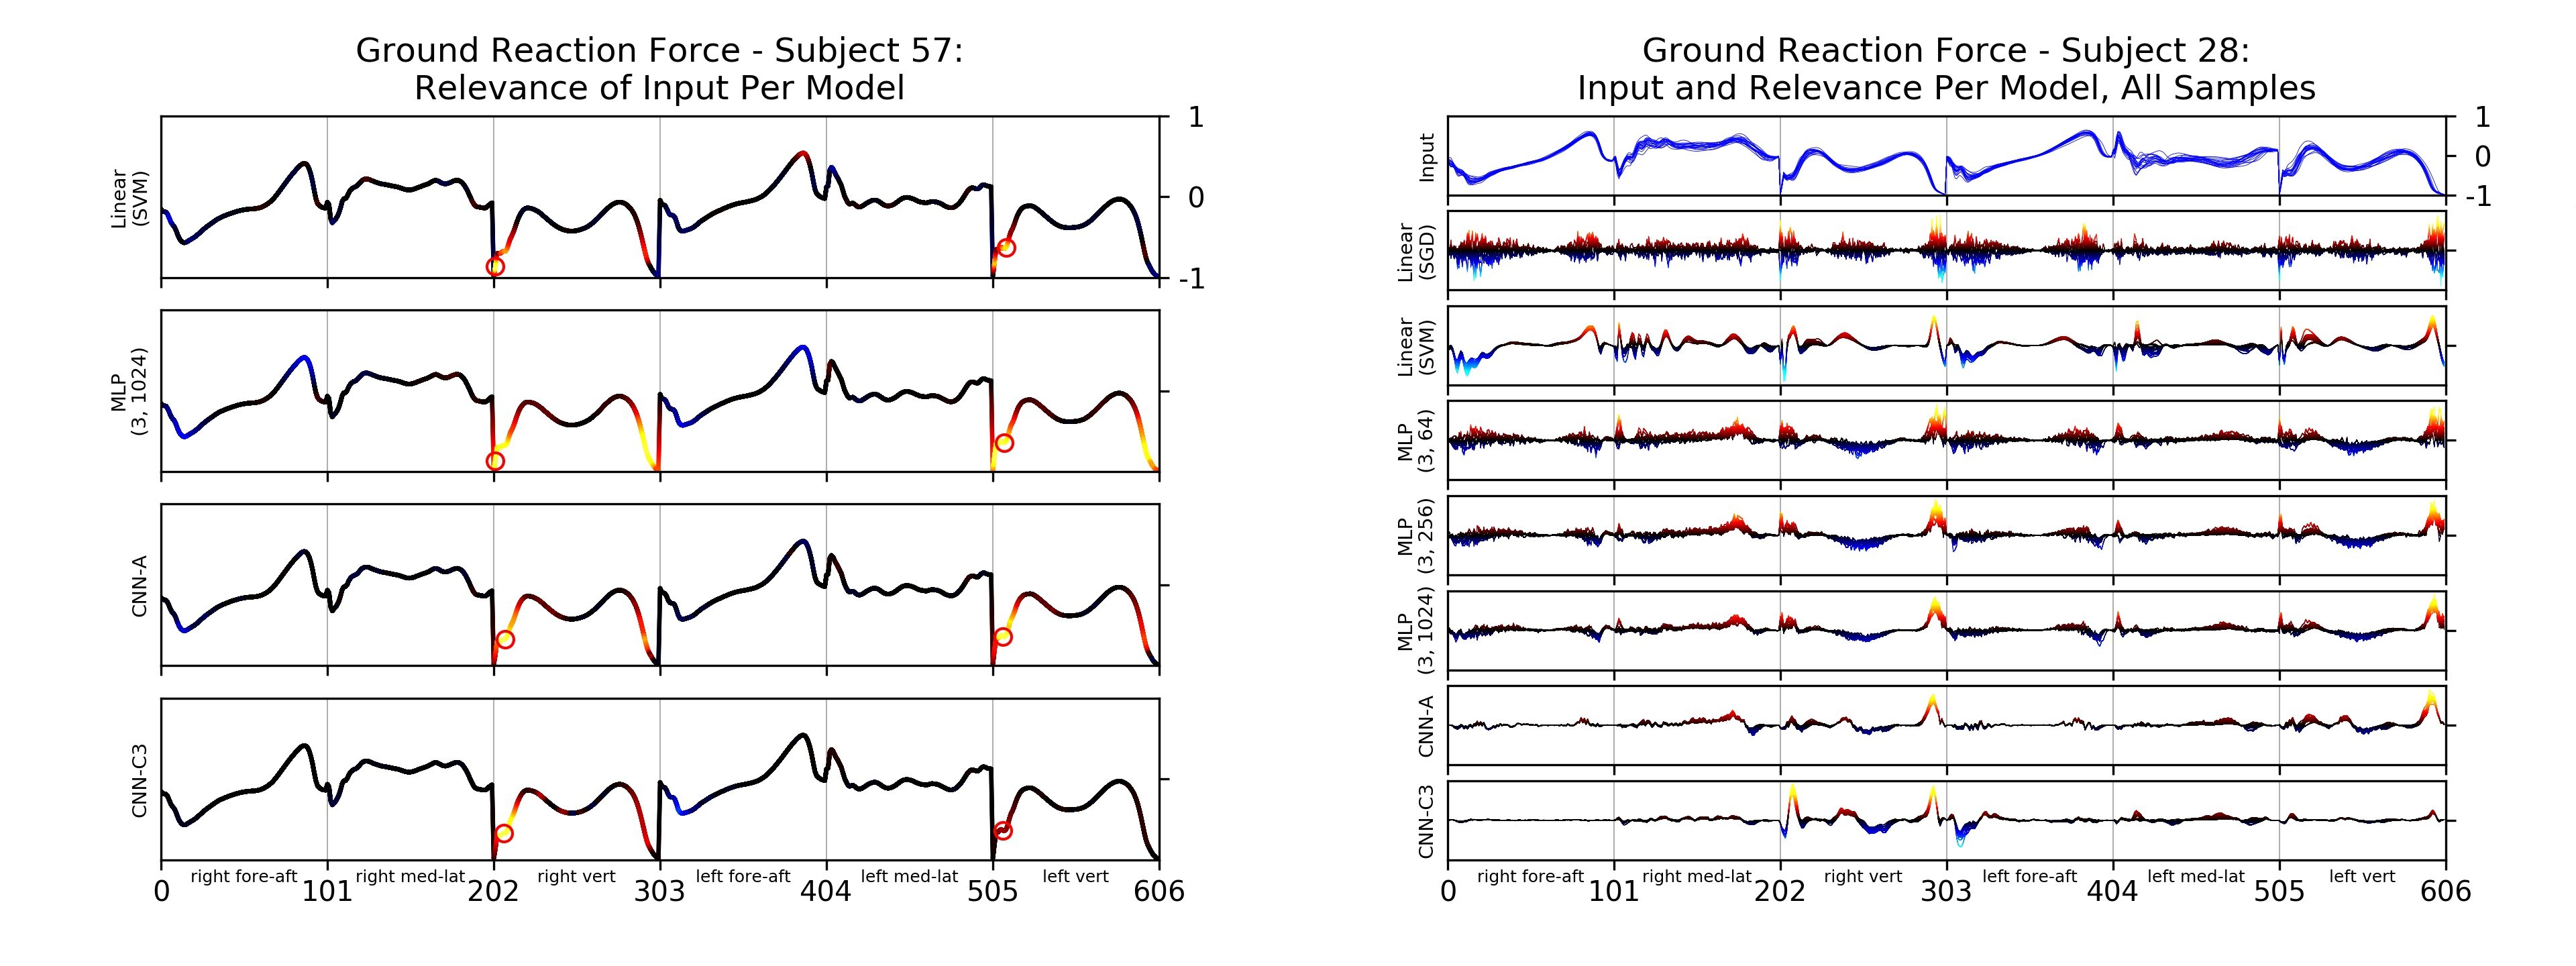 Ground Reaction Force - Subject 57:
Relevance of Input Per Model
Linear
(SVM)
1
0
-1
MLP
(3, 1024)
CNN-A
CNN-C3
0
right fore-aft
101
right med-lat
202
right vert
303
left fore-aft
404
left med-lat
505
left vert
606
Ground Reaction Force - Subject 28:
Input and Relevance Per Model, All Samples
Input
1
0
-1
Linear
(SGD)
Linear
(SVM)
MLP
(3, 64)
MLP
(3, 256)
MLP
(3, 1024)
CNN-A
CNN-C3
0
right fore-aft
101
right med-lat
202
right vert
303
left fore-aft
404
left med-lat
505
left vert
606